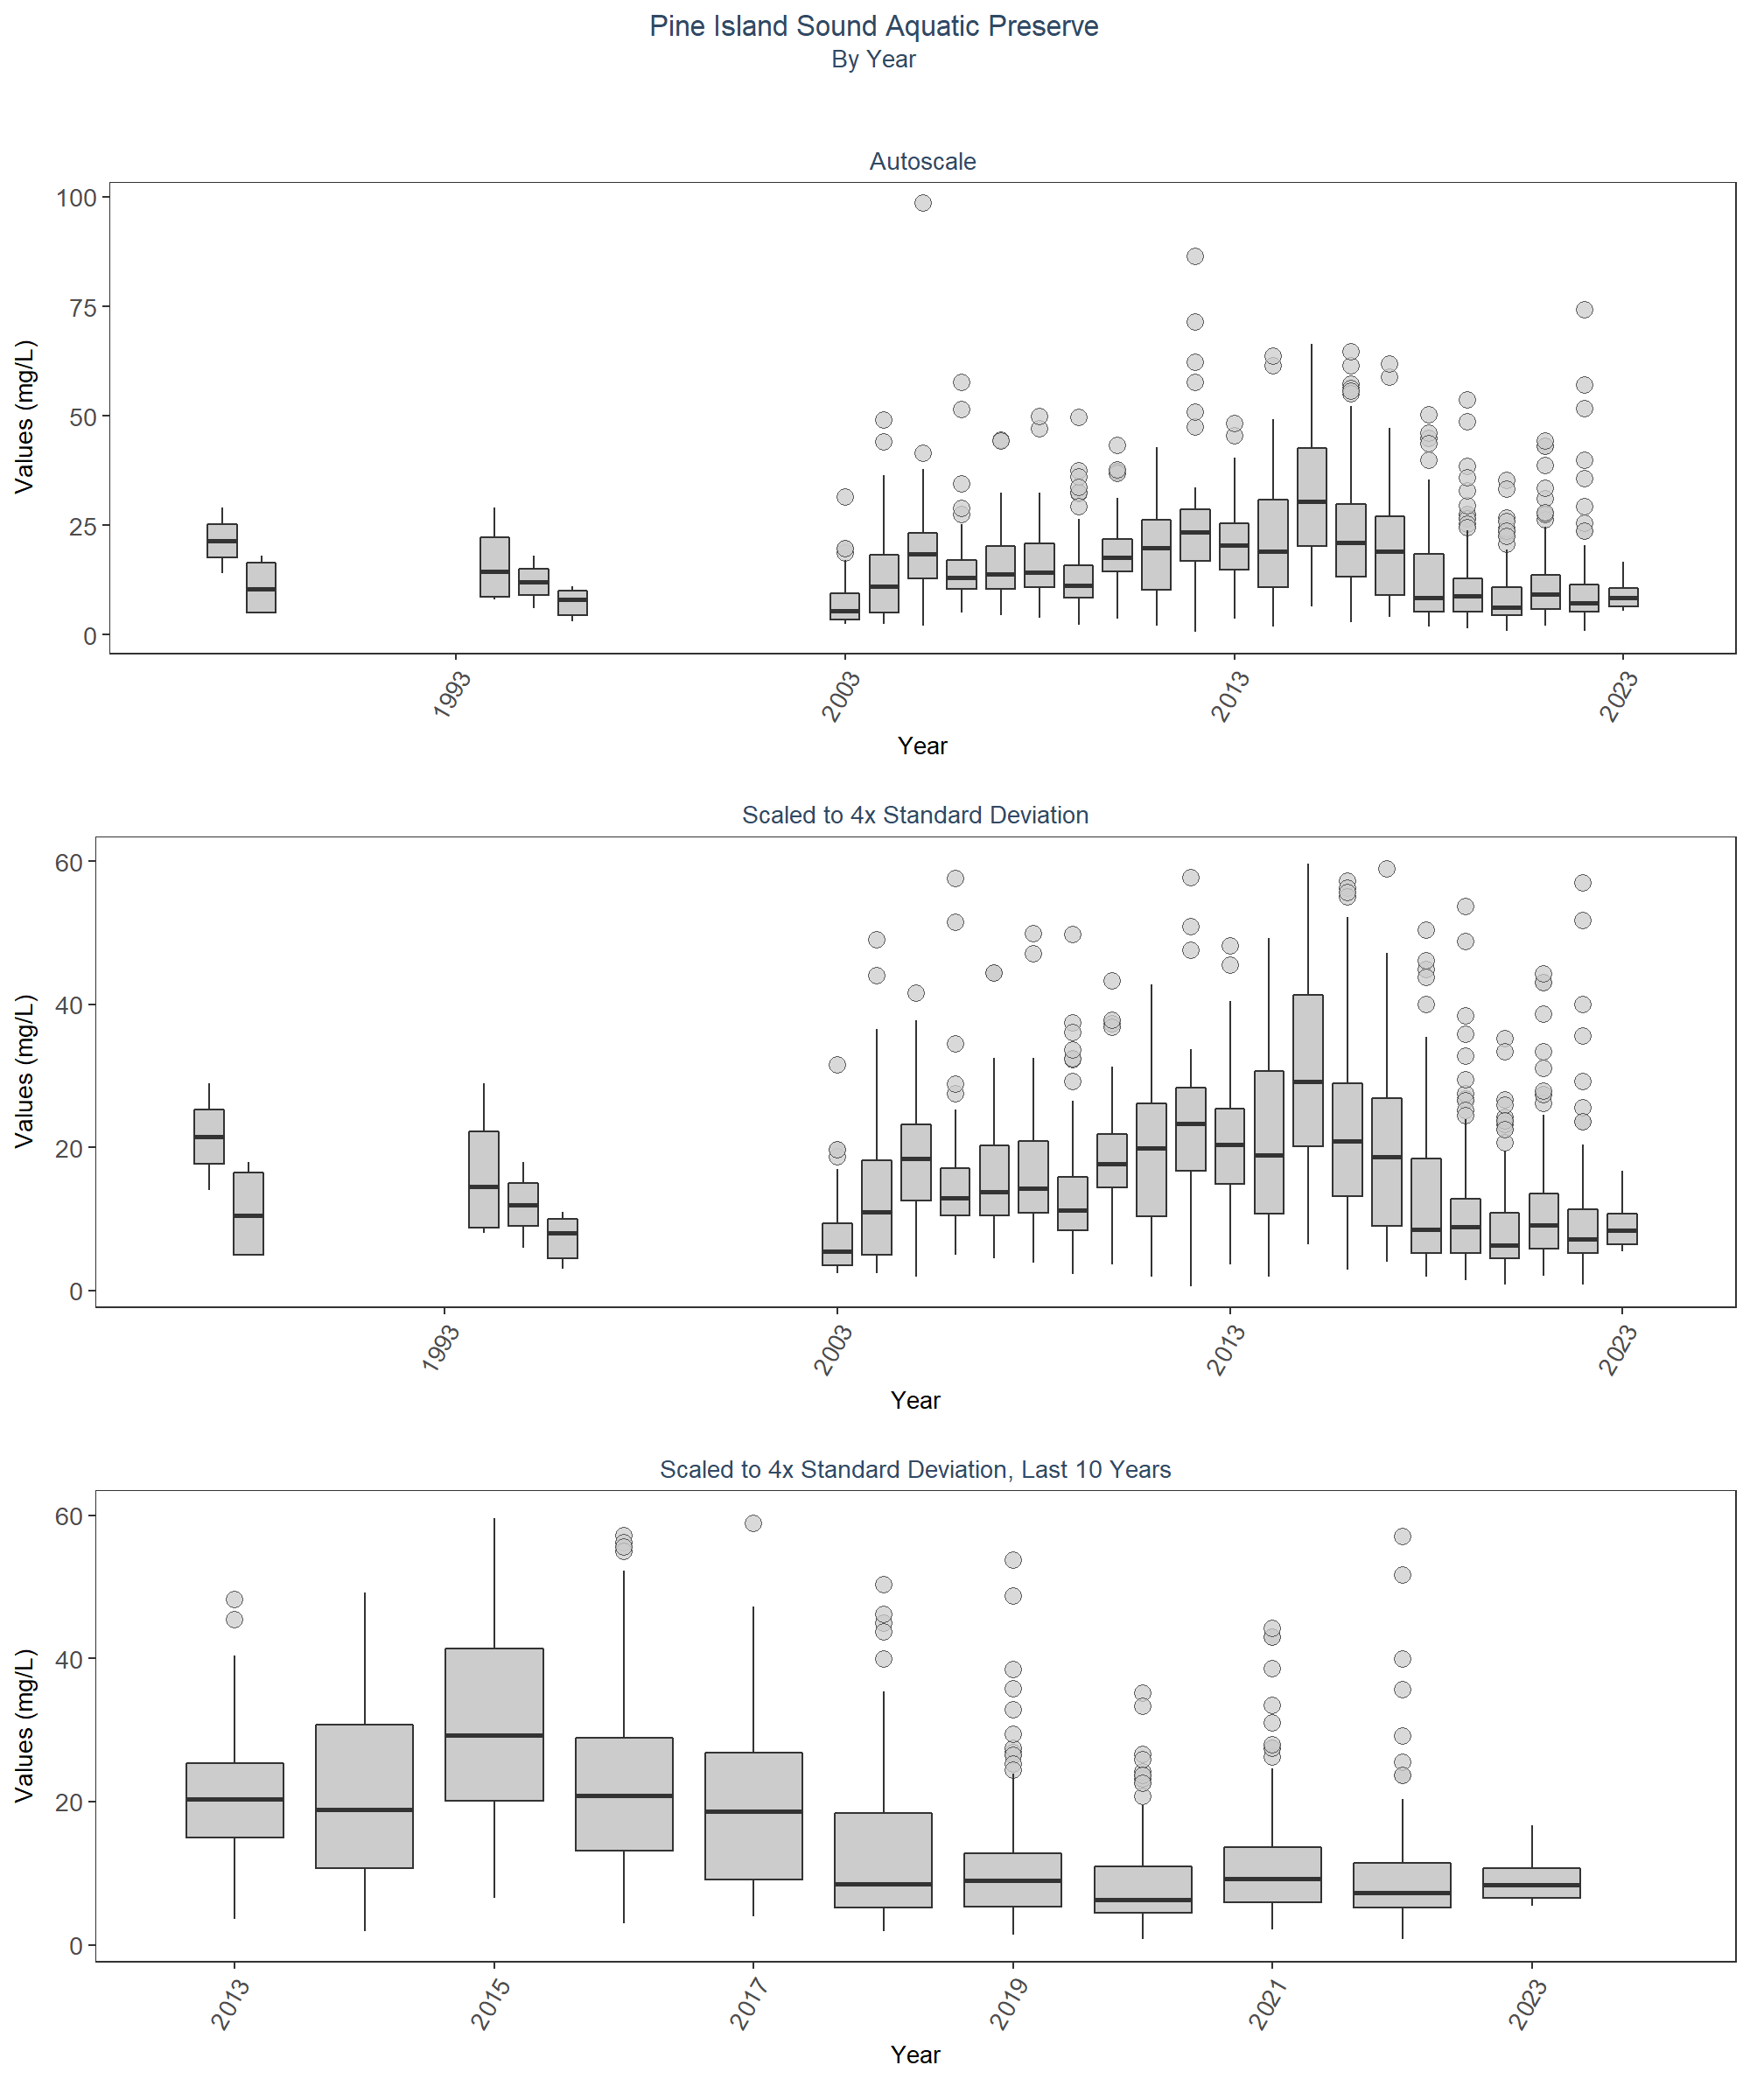 Pine Island Sound Aquatic Preserve
By Year
Autoscale
Values (mg/L)
100
75
50
25
0
1993
2003
2013
2023
Year
Scaled to 4x Standard Deviation
Values (mg/L)
60
40
20
0
1993
2003
2013
2023
Year
Scaled to 4x Standard Deviation, Last 10 Years
Values (mg/L)
60
40
20
0
2013
2015
2017
2019
2021
2023
Year